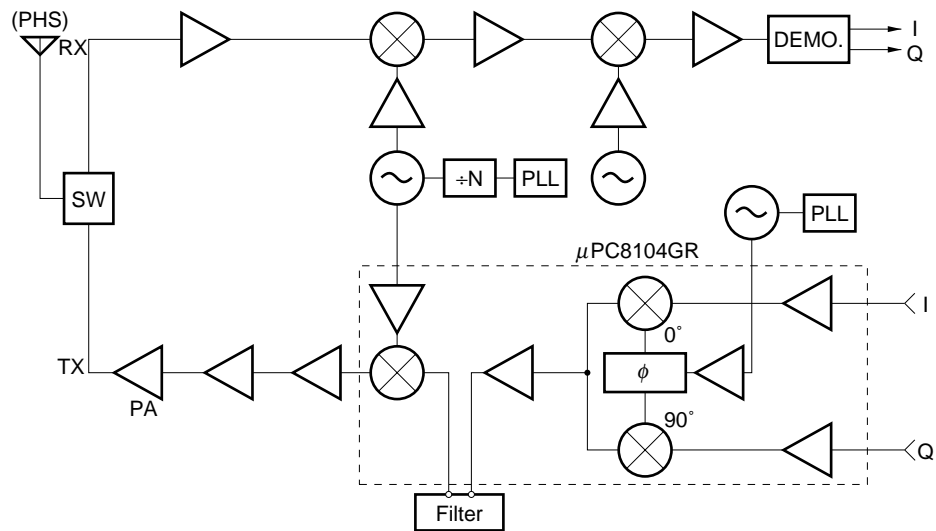 (PHS)
RX
DEMO.
I
Q
÷N
PLL
SW
PLL
μPC8104GR
I
0°
TX
ϕ
PA
90°
Q
Filter